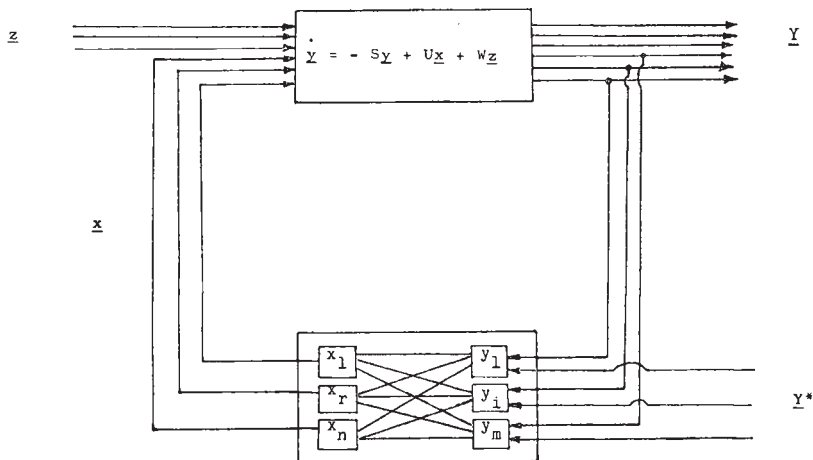 z
ẏ = - Sy + Ux + Wz
Y
x
x1
y1
xr
yi
Y*
xn
ym